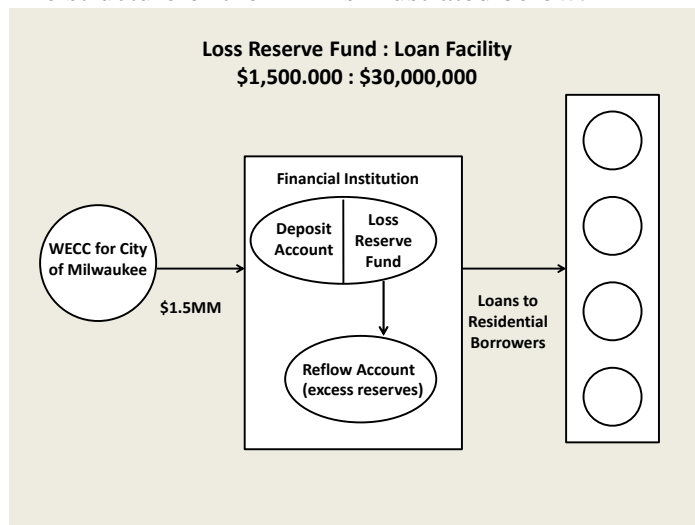 Loss Reserve Fund : Loan Facility
$1,500.000 : $30,000,000
Financial Institution
Deposit
Account
Loss
Reserve
Fund
WECC for City
of Milwaukee
$1.5MM
Loans to
Residential
Borrowers
Reflow Account
(excess reserves)